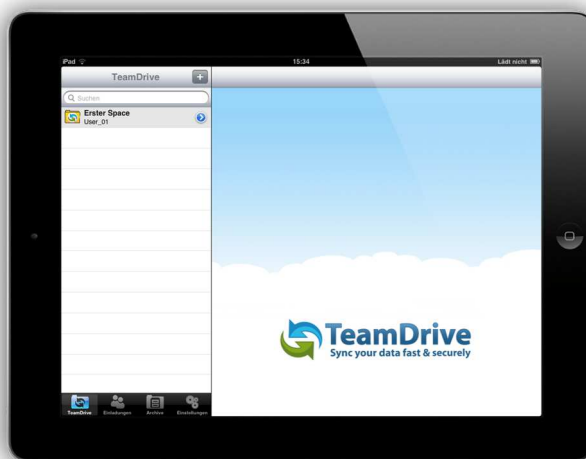 iPad
15:34
Lädt nicht
TeamDrive
Suchen
Erster Space
User_01
TeamDrive
Sync your data fast & securely
TeamDrive
Einladungen
Archive
Einstellungen